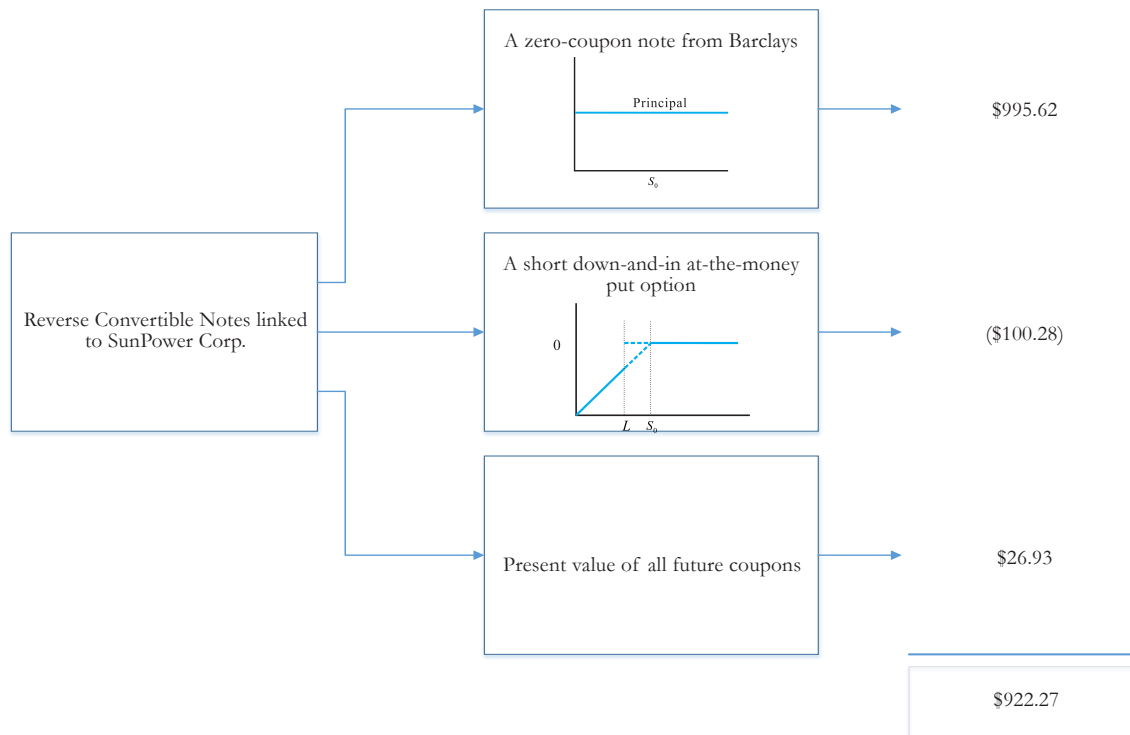 A zero-coupon note from Barclays
Principal
S₀
$995.62
Reverse Convertible Notes linked
to SunPower Corp.
A short down-and-in at-the-money
put option
0
L S₀
($100.28)
Present value of all future coupons
$26.93
$922.27